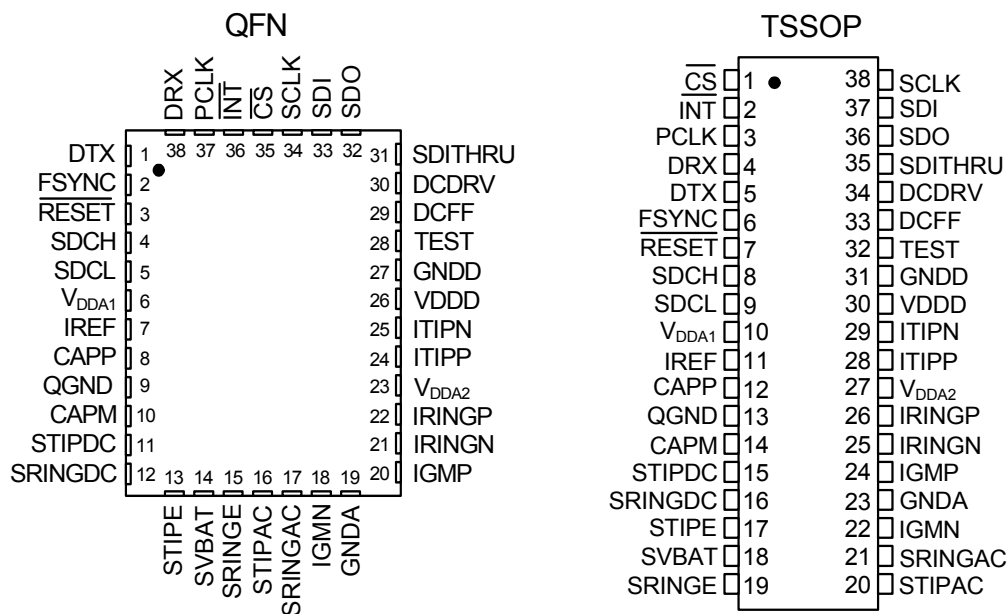 QFN
DRX
PCLK
INT
CS
SCLK
SDI
SDO
38 37 36 35 34 33 32
DTX 1
FSYNC 2
RESET 3
SDCH 4
SDCL 5
VDDA1 6
IREF 7
CAPP 8
QGND 9
CAPM 10
STIPDC 11
SRINGDC 12
31 SDITHRU
30 DCDRV
29 DCFF
28 TEST
27 GNDD
26 VDDD
25 ITIPN
24 ITIPP
23 VDDA2
22 IRINGP
21 IRINGN
20 IGMP
13 14 15 16 17 18 19
STIPE
SVBAT
SRINGE
STIPAC
SRINGAC
IGMN
GNDA
TSSOP
CS 1 38 SCLK
INT 2 37 SDI
PCLK 3 36 SDO
DRX 4 35 SDITHRU
DTX 5 34 DCDRV
FSYNC 6 33 DCFF
RESET 7 32 TEST
SDCH 8 31 GNDD
SDCL 9 30 VDDD
VDDA1 10 29 ITIPN
IREF 11 28 ITIPP
CAPP 12 27 VDDA2
QGND 13 26 IRINGP
CAPM 14 25 IRINGN
STIPDC 15 24 IGMP
SRINGDC 16 23 GNDA
STIPE 17 22 IGMN
SVBAT 18 21 SRINGAC
SRINGE 19 20 STIPAC